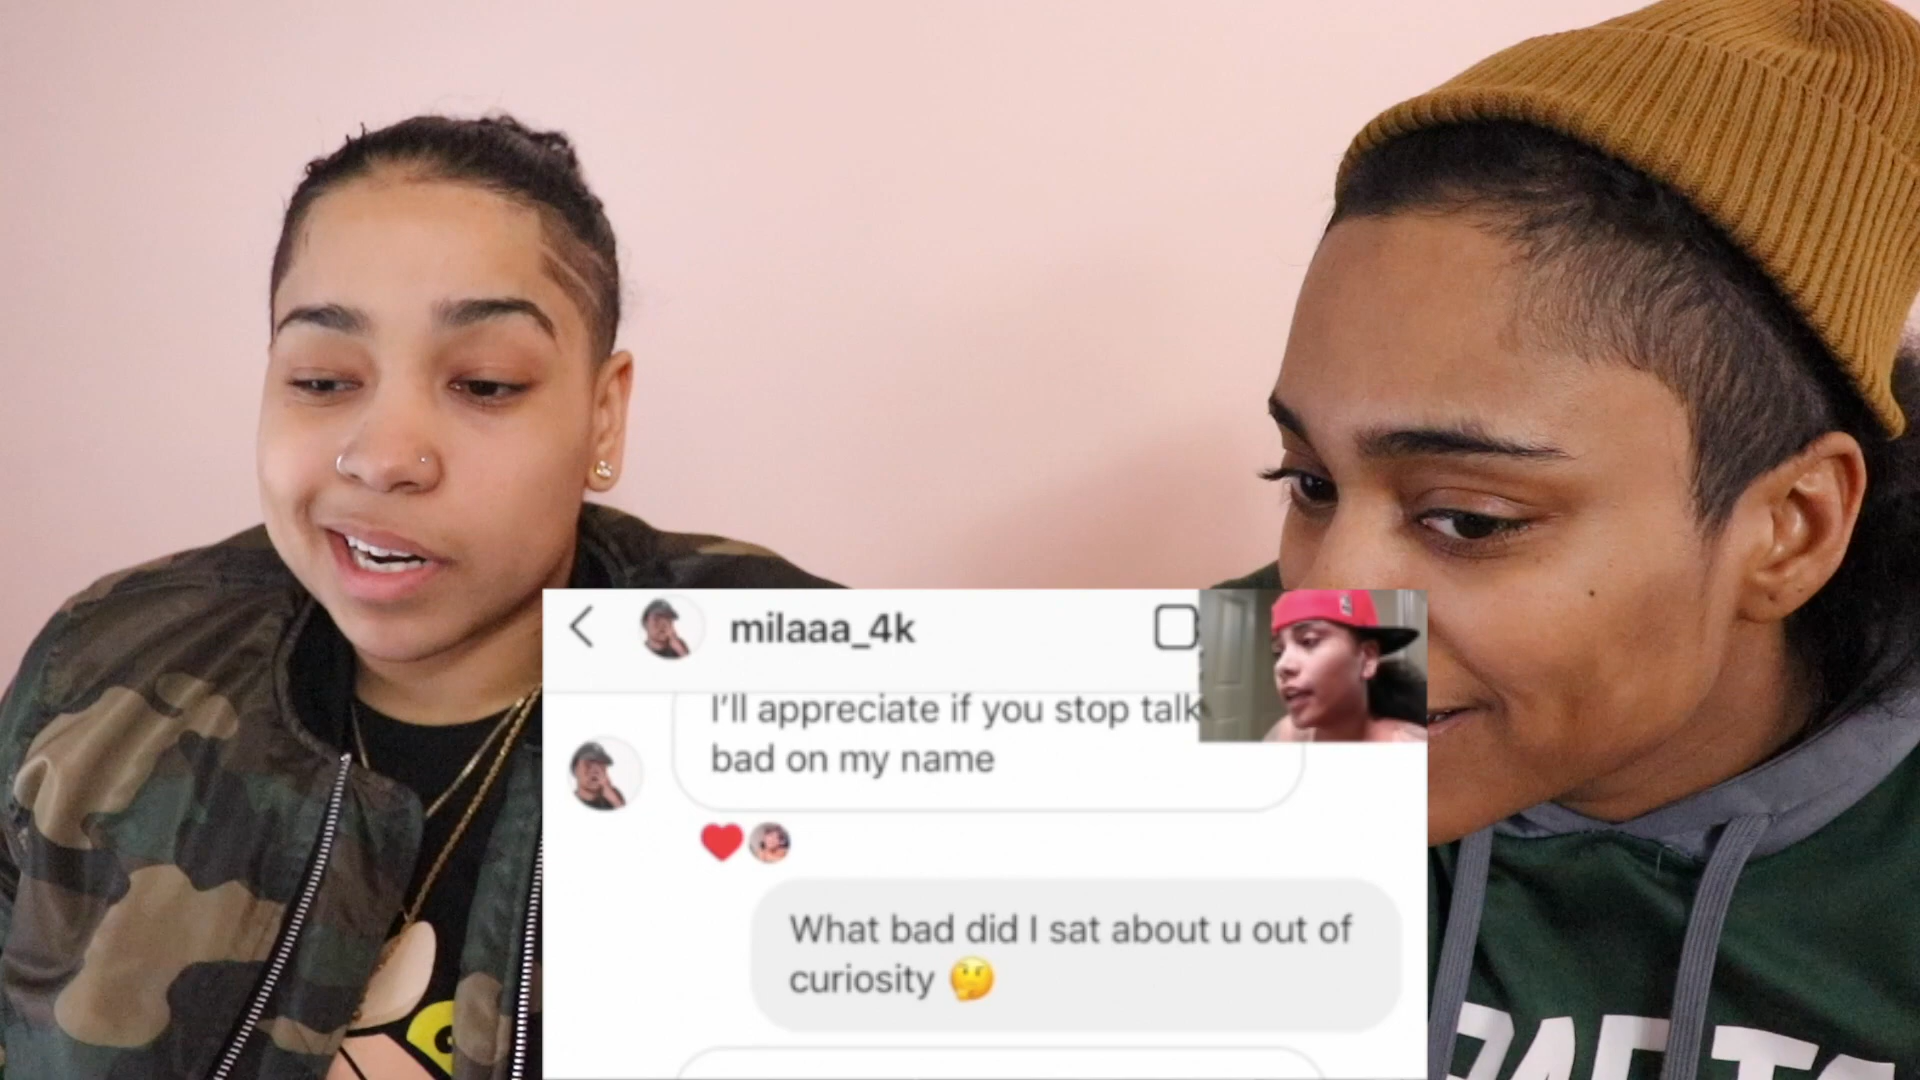 milaaa_4k
I'll appreciate if you stop talk
bad on my name
What bad did I sat about u out of
curiosity 🤔